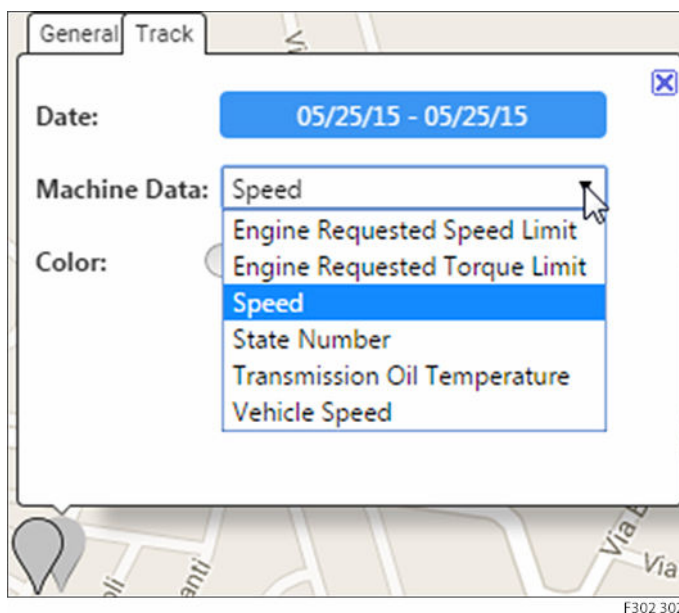 General Track
Date: 05/25/15 - 05/25/15
Machine Data: Speed
Engine Requested Speed Limit
Color: Engine Requested Torque Limit
Speed
State Number
Transmission Oil Temperature
Vehicle Speed
Via
Via
F302 302